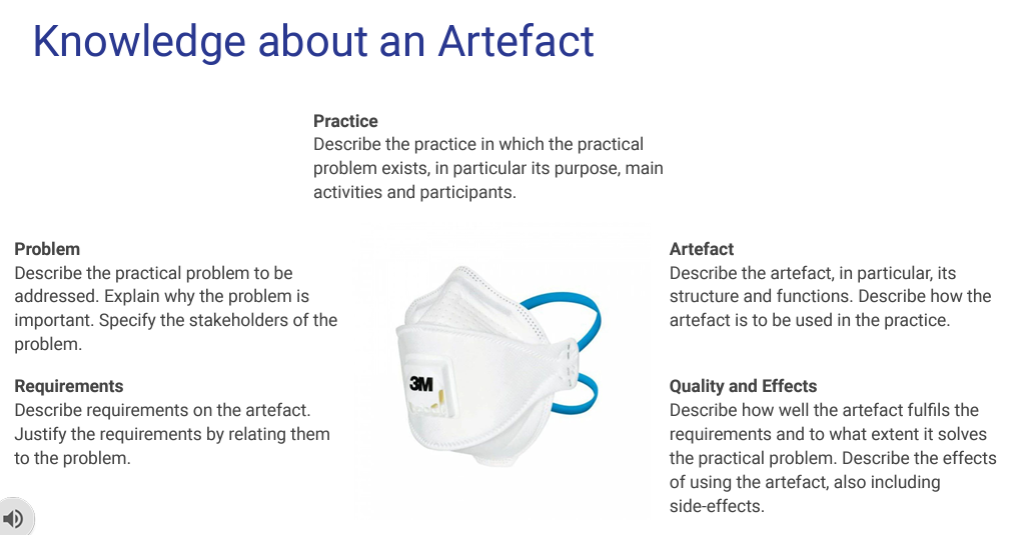 Knowledge about an Artefact
Practice
Describe the practice in which the practical
problem exists, in particular its purpose, main
activities and participants.
Problem
Describe the practical problem to be
addressed. Explain why the problem is
important. Specify the stakeholders of the
problem.
Requirements
Describe requirements on the artefact.
Justify the requirements by relating them
to the problem.
3M
Artefact
Describe the artefact, in particular, its
structure and functions. Describe how the
artefact is to be used in the practice.
Quality and Effects
Describe how well the artefact fulfils the
requirements and to what extent it solves
the practical problem. Describe the effects
of using the artefact, also including
side-effects.